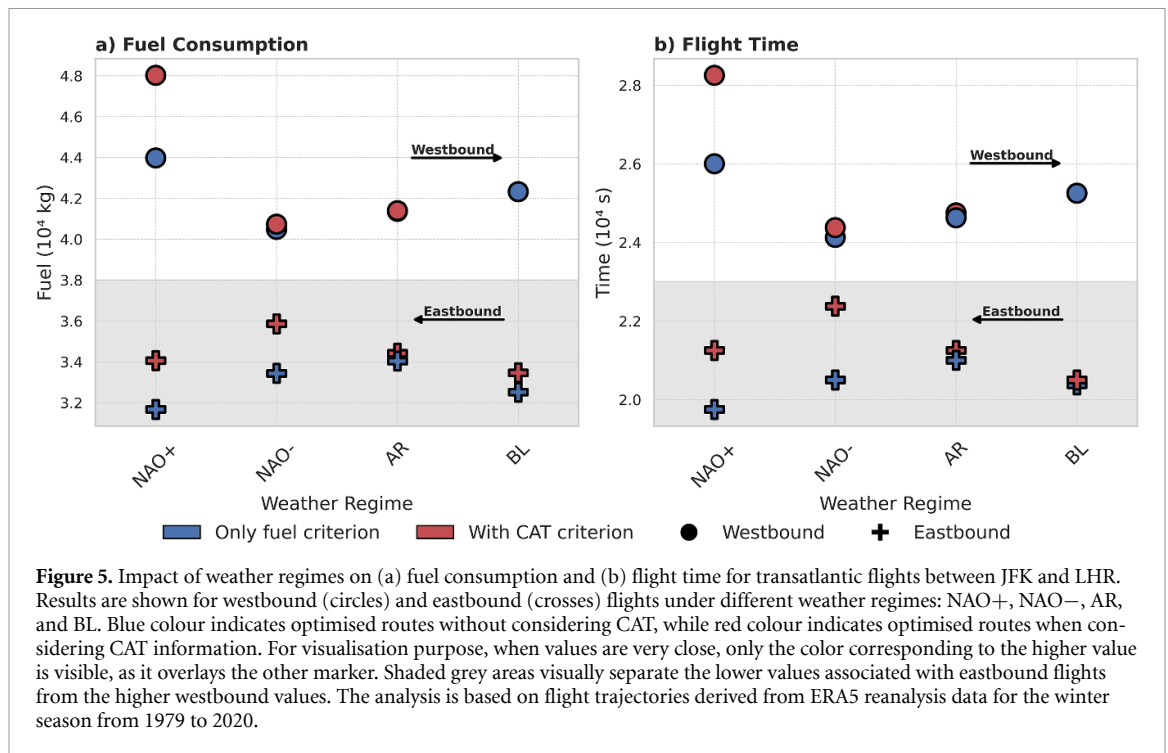 a) Fuel Consumption
b) Flight Time
Fuel (10⁴ kg)
4.8
4.6
4.4
4.2
4.0
3.8
3.6
3.4
3.2
Westbound
Eastbound
NAO+
NAO-
AR
BL
Weather Regime
Time (10⁴ s)
2.8
2.6
2.4
2.2
2.0
Westbound
Eastbound
NAO+
NAO-
AR
BL
Weather Regime
Only fuel criterion
With CAT criterion
Westbound
Eastbound
Figure 5. Impact of weather regimes on (a) fuel consumption and (b) flight time for transatlantic flights between JFK and LHR.
Results are shown for westbound (circles) and eastbound (crosses) flights under different weather regimes: NAO+, NAO−, AR,
and BL. Blue colour indicates optimised routes without considering CAT, while red colour indicates optimised routes when con-
sidering CAT information. For visualisation purpose, when values are very close, only the color corresponding to the higher value
is visible, as it overlays the other marker. Shaded grey areas visually separate the lower values associated with eastbound flights
from the higher westbound values. The analysis is based on flight trajectories derived from ERA5 reanalysis data for the winter
season from 1979 to 2020.